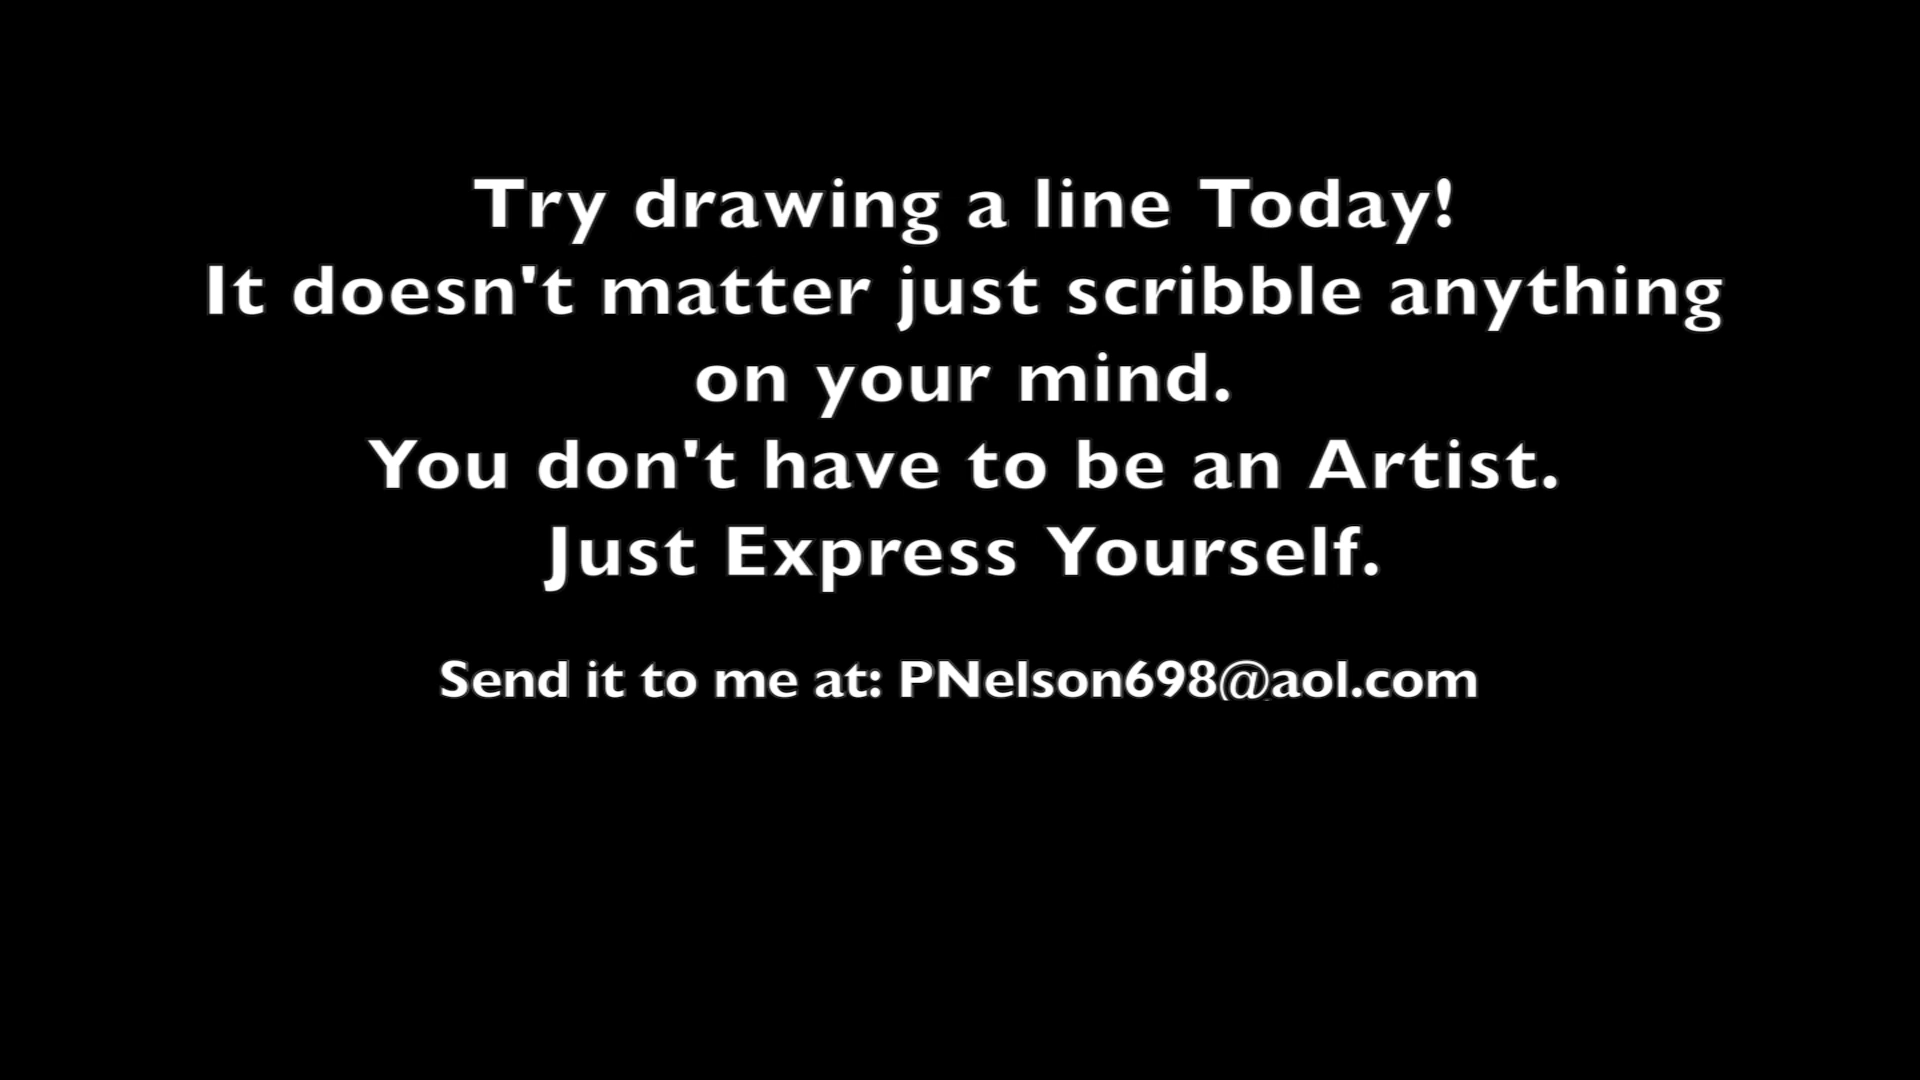 Try drawing a line Today!
It doesn't matter just scribble anything
on your mind.
You don't have to be an Artist.
Just Express Yourself.
Send it to me at: PNelson698@aol.com